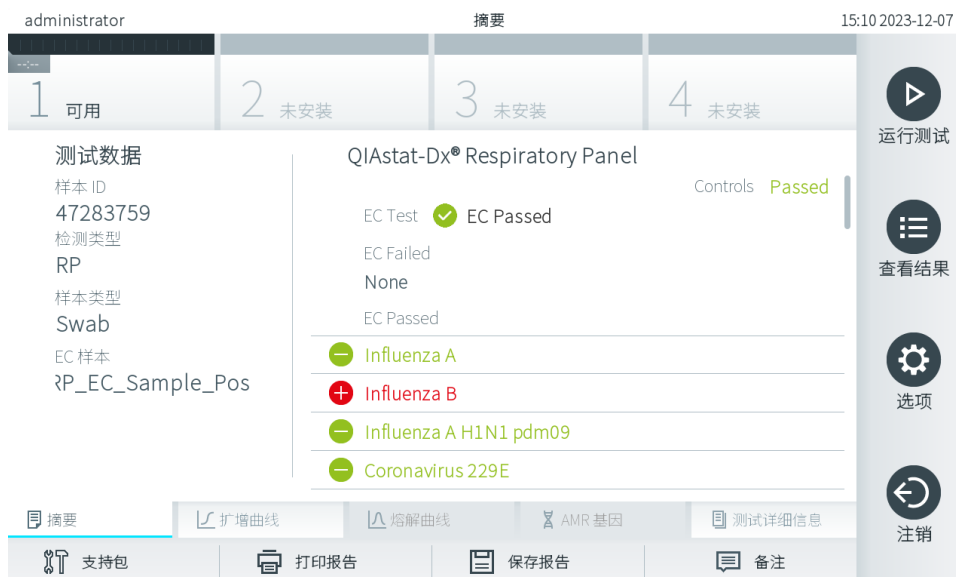 administrator
摘要
15:10 2023-12-07
--:--
1 可用
2 未安装
3 未安装
4 未安装
运行测试
查看结果
选项
注销
测试数据
样本 ID
47283759
检测类型
RP
样本类型
Swab
EC 样本
RP_EC_Sample_Pos
QIAstat-Dx® Respiratory Panel
Controls Passed
EC Test EC Passed
EC Failed
None
EC Passed
Influenza A
Influenza B
Influenza A H1N1 pdm09
Coronavirus 229E
摘要
扩增曲线
熔解曲线
AMR 基因
测试详细信息
支持包
打印报告
保存报告
备注